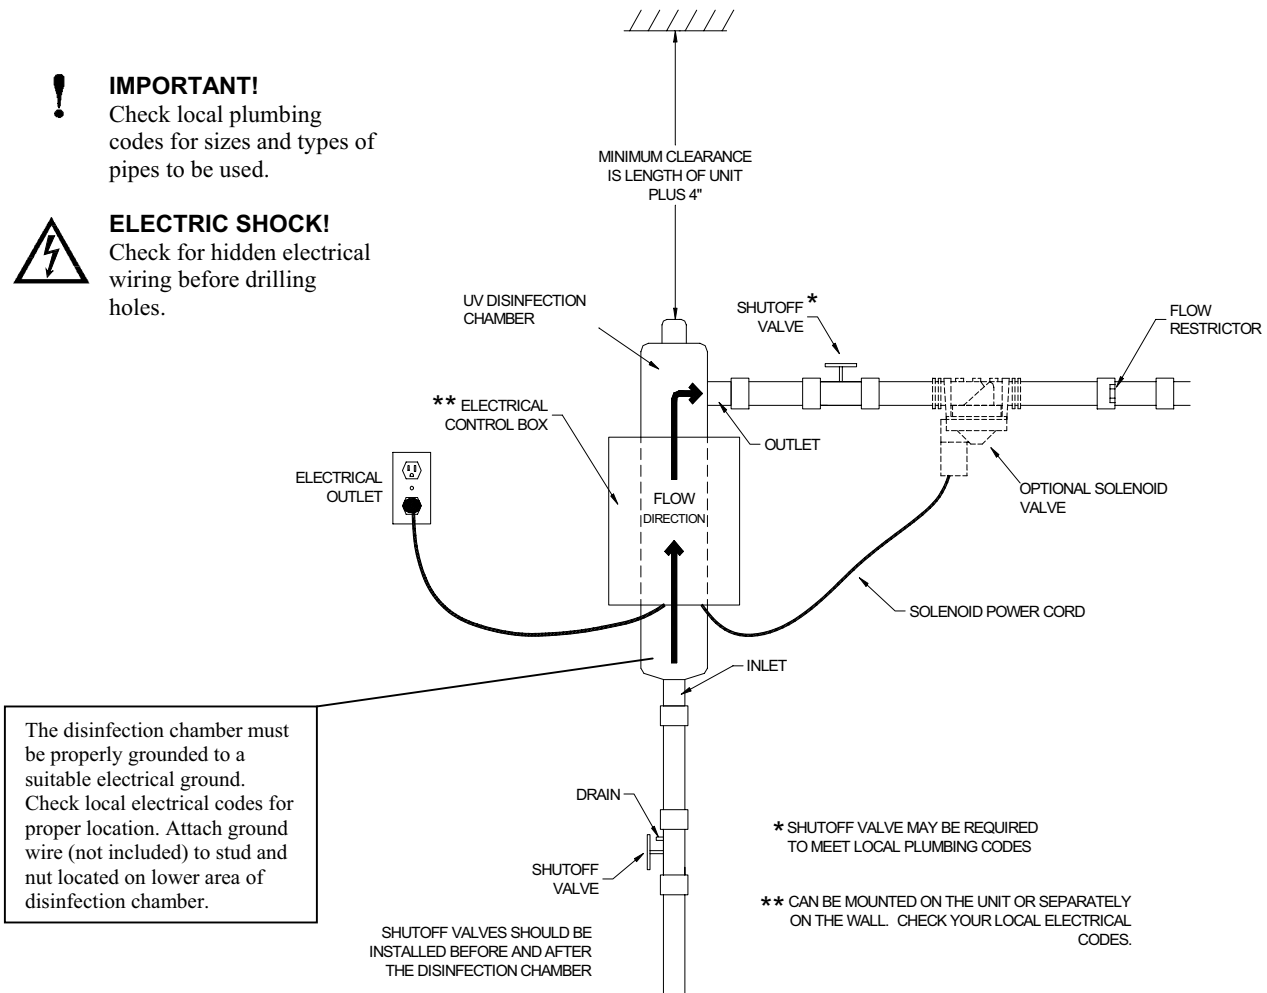 IMPORTANT!
Check local plumbing
codes for sizes and types of
pipes to be used.
ELECTRIC SHOCK!
Check for hidden electrical
wiring before drilling
holes.
MINIMUM CLEARANCE
IS LENGTH OF UNIT
PLUS 4"
UV DISINFECTION
CHAMBER
SHUTOFF *
VALVE
FLOW
RESTRICTOR
** ELECTRICAL
CONTROL BOX
OUTLET
ELECTRICAL
OUTLET
FLOW
DIRECTION
OPTIONAL SOLENOID
VALVE
SOLENOID POWER CORD
INLET
The disinfection chamber must
be properly grounded to a
suitable electrical ground.
Check local electrical codes for
proper location. Attach ground
wire (not included) to stud and
nut located on lower area of
disinfection chamber.
DRAIN
SHUTOFF
VALVE
* SHUTOFF VALVE MAY BE REQUIRED
TO MEET LOCAL PLUMBING CODES
** CAN BE MOUNTED ON THE UNIT OR SEPARATELY
ON THE WALL. CHECK YOUR LOCAL ELECTRICAL
CODES.
SHUTOFF VALVES SHOULD BE
INSTALLED BEFORE AND AFTER
THE DISINFECTION CHAMBER